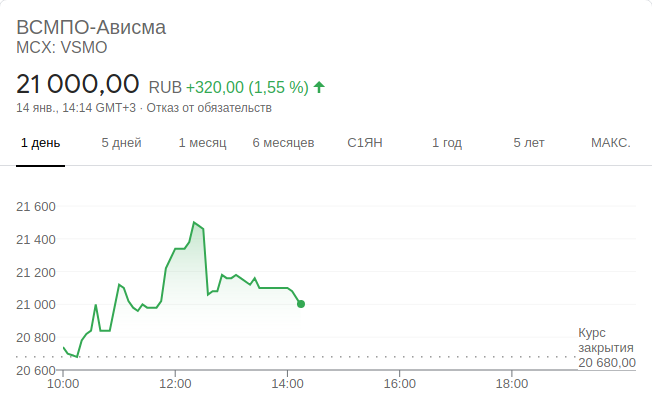 ВСМПО-Ависма
MCX: VSMO
21 000,00 RUB +320,00 (1,55 %)
14 янв., 14:14 GMT+3 · Отказ от обязательств
1 день 5 дней 1 месяц 6 месяцев С1ЯН 1 год 5 лет МАКС.
21 600
21 400
21 200
21 000
20 800
20 600
Курс
закрытия
20 680,00
10:00 12:00 14:00 16:00 18:00